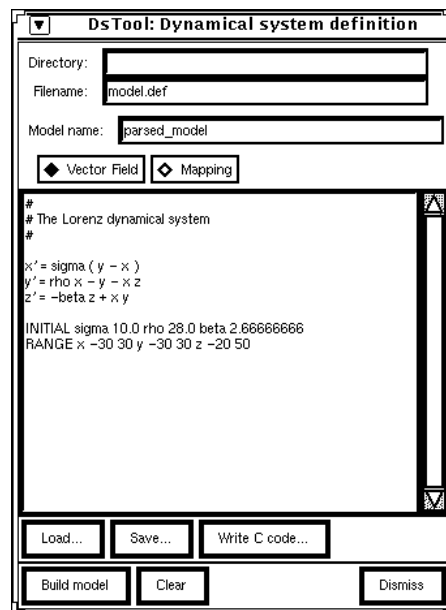 DsTool: Dynamical system definition
Directory:
Filename: model.def
Model name: parsed_model
Vector Field Mapping
#
# The Lorenz dynamical system
#
x'= sigma ( y - x )
y'= rho x - y - x z
z'= -beta z + x y
INITIAL sigma 10.0 rho 28.0 beta 2.66666666
RANGE x -30 30 y -30 30 z -20 50
Load... Save... Write C code...
Build model Clear Dismiss